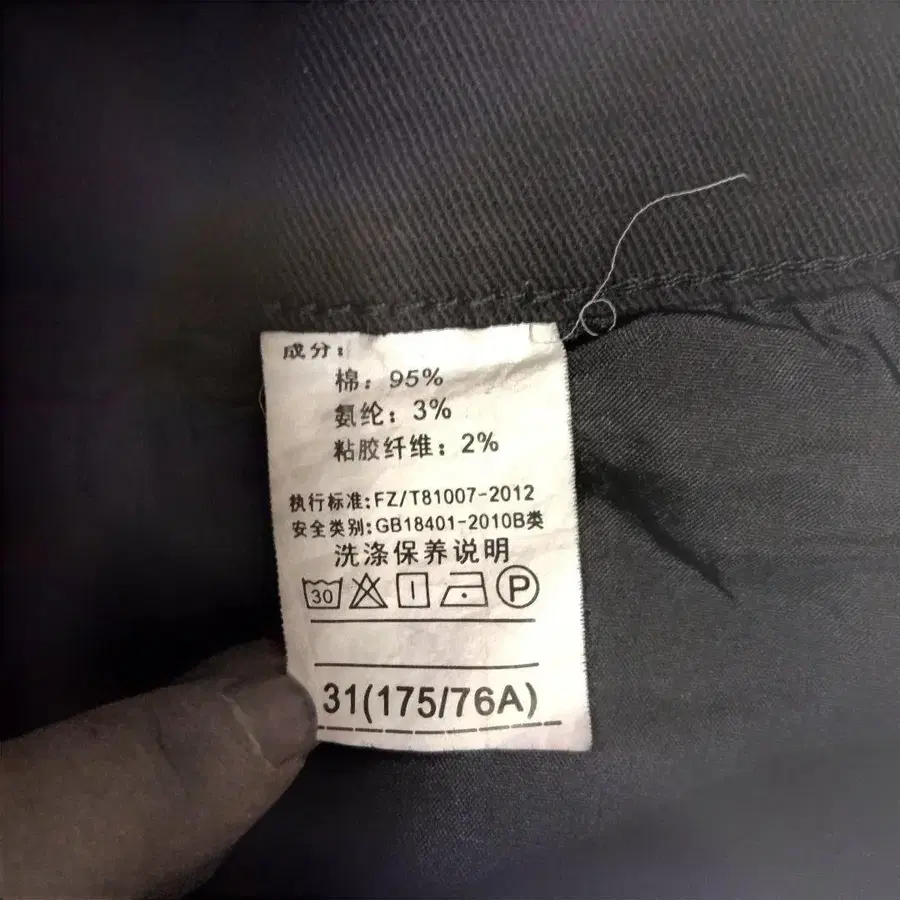 成分：
棉：95%
氨纶：3%
粘胶纤维：2%
执行标准:FZ/T81007-2012
安全类别:GB18401-2010B类
洗涤保养说明
30 P
31(175/76A)